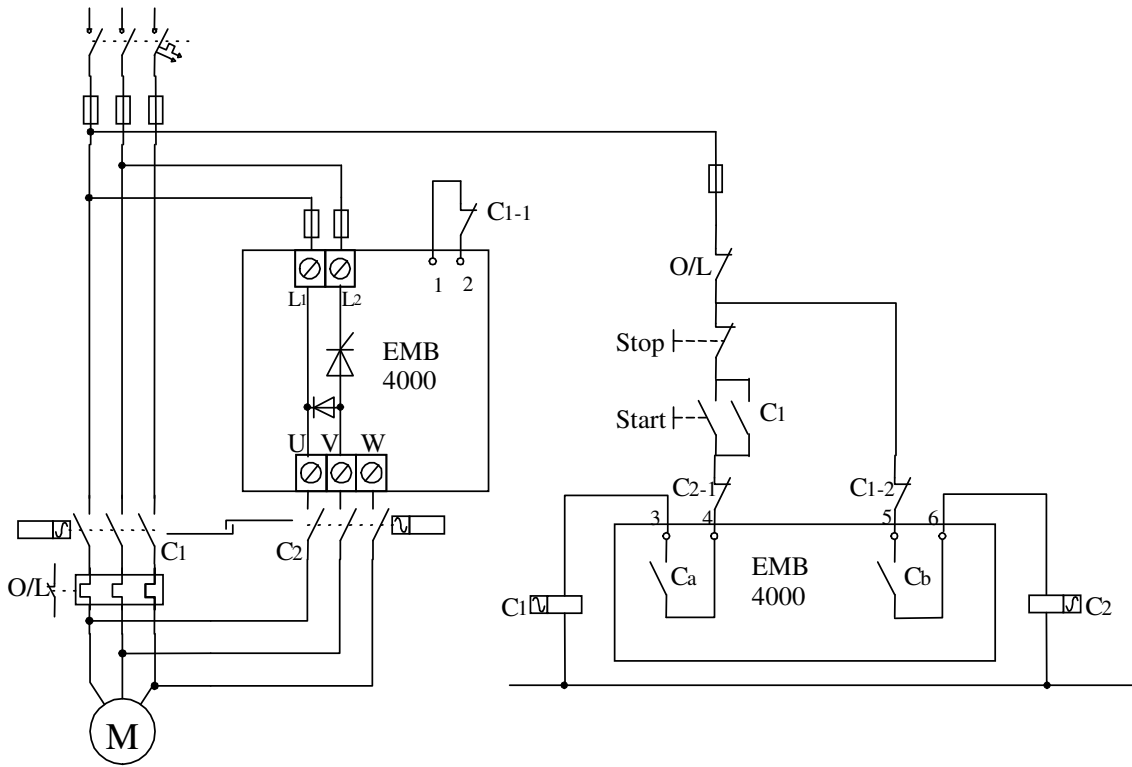 C1-1
1 2
L1 L2
EMB
4000
U V W
C1
C2
O/L
M
O/L
Stop
Start
C1
C2-1
C1-2
3 4 5 6
Ca
EMB
4000
Cb
C1
C2